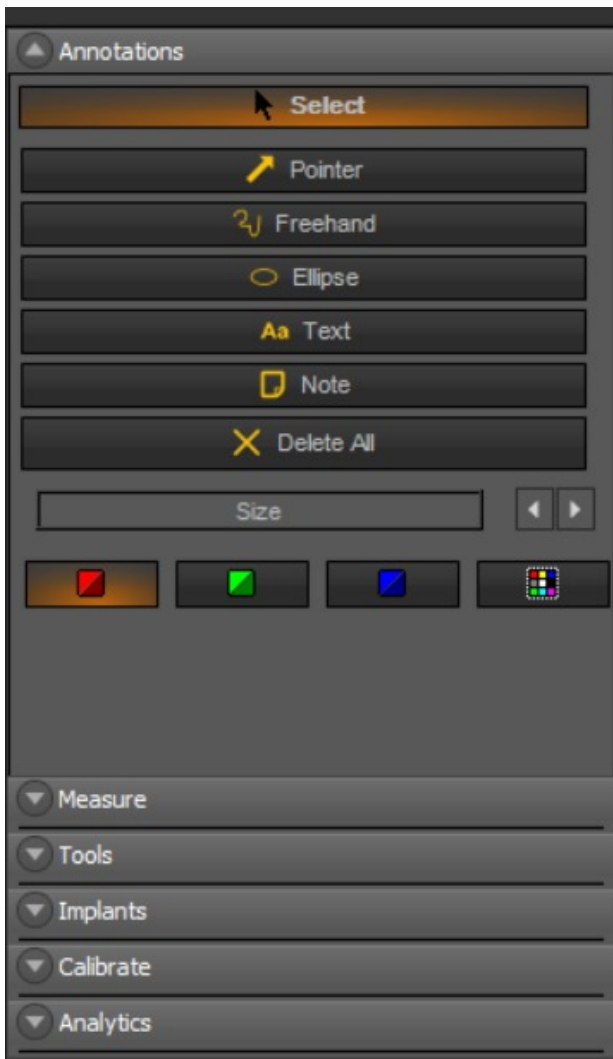 Annotations
Select
Pointer
Freehand
Ellipse
Aa Text
Note
Delete All
Size
Measure
Tools
Implants
Calibrate
Analytics